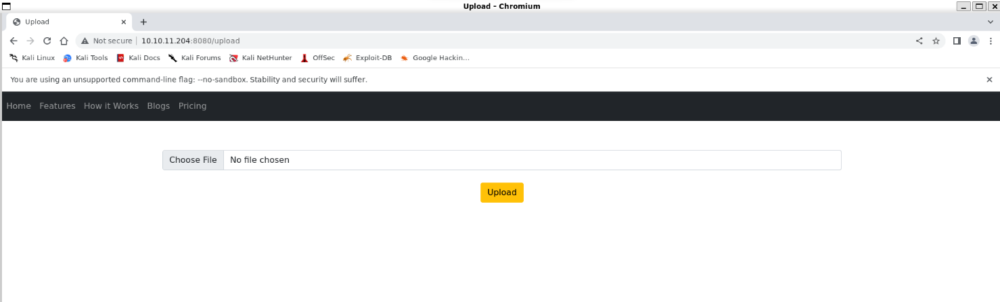 Upload - Chromium
Upload
Not secure 10.10.11.204:8080/upload
Kali Linux Kali Tools Kali Docs Kali Forums Kali NetHunter OffSec Exploit-DB Google Hackin...
You are using an unsupported command-line flag: --no-sandbox. Stability and security will suffer.
Home Features How it Works Blogs Pricing
Choose File No file chosen
Upload